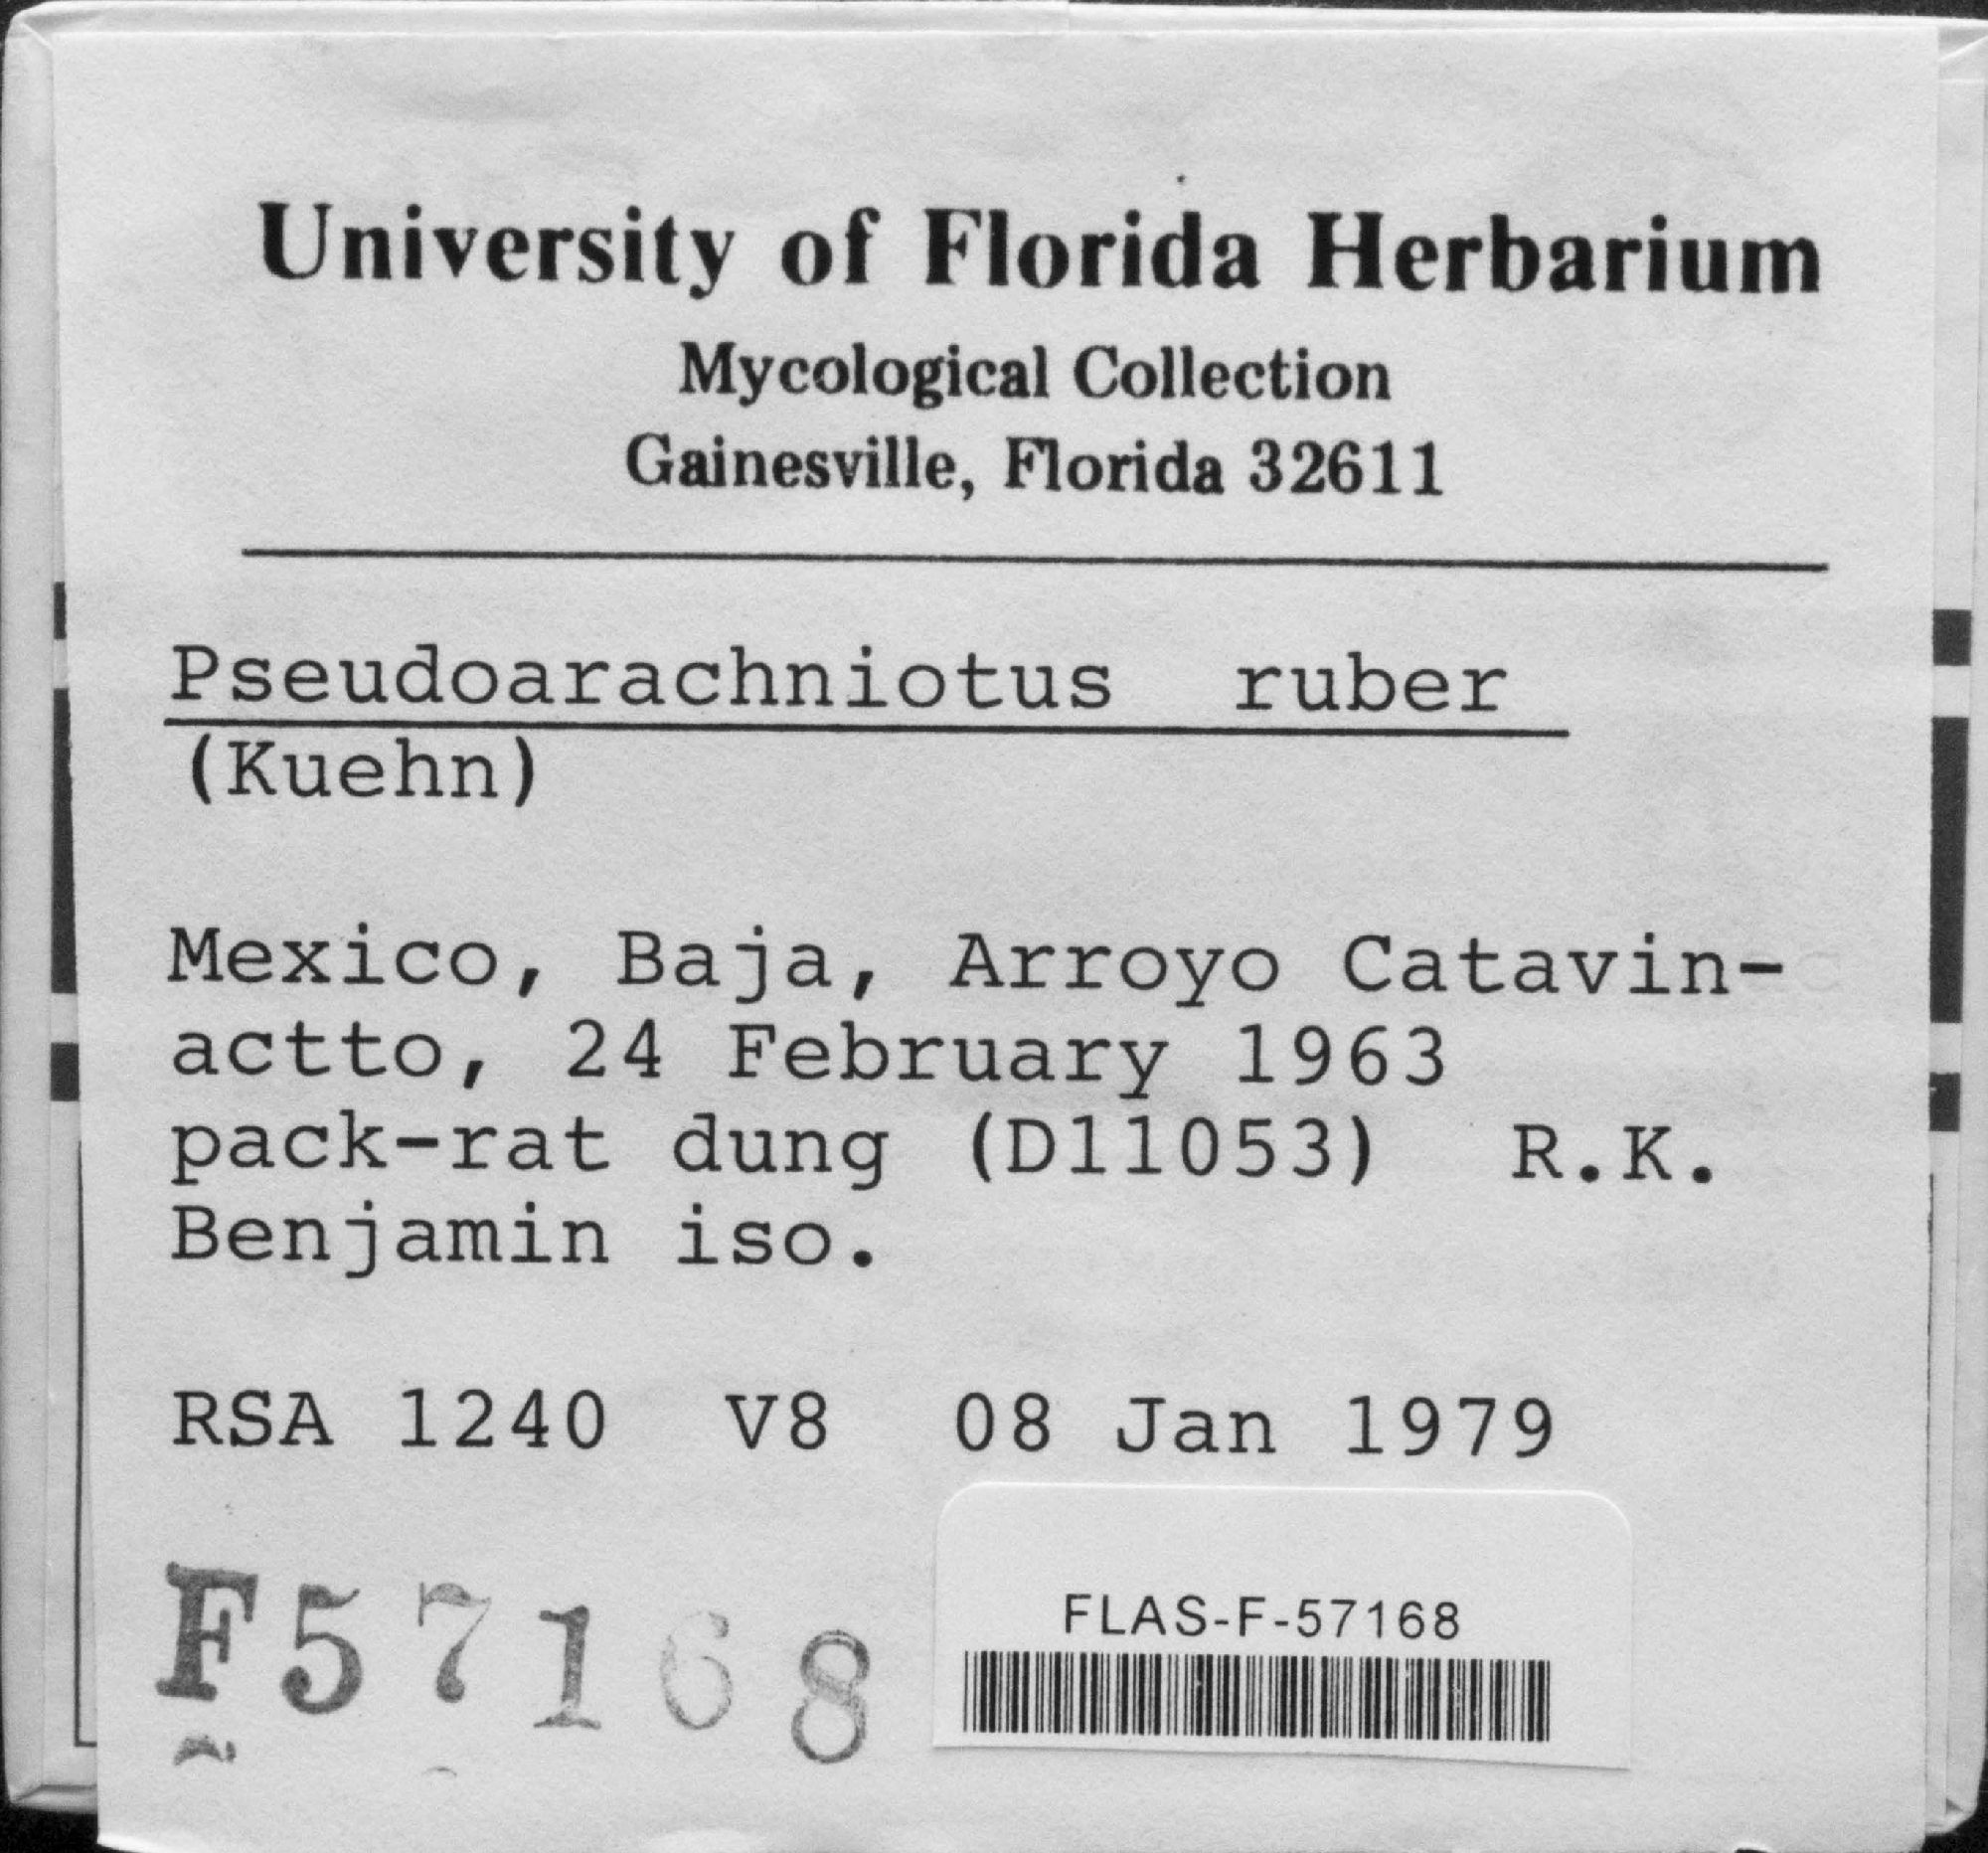 University of Florida Herbarium
Mycological Collection
Gainesville, Florida 32611
Pseudoarachniotus ruber
(Kuehn)
Mexico, Baja, Arroyo Catavin-
actto, 24 February 1963
pack-rat dung (D11053) R.K.
Benjamin iso.
RSA 1240 V8 08 Jan 1979
F57168
FLAS-F-57168